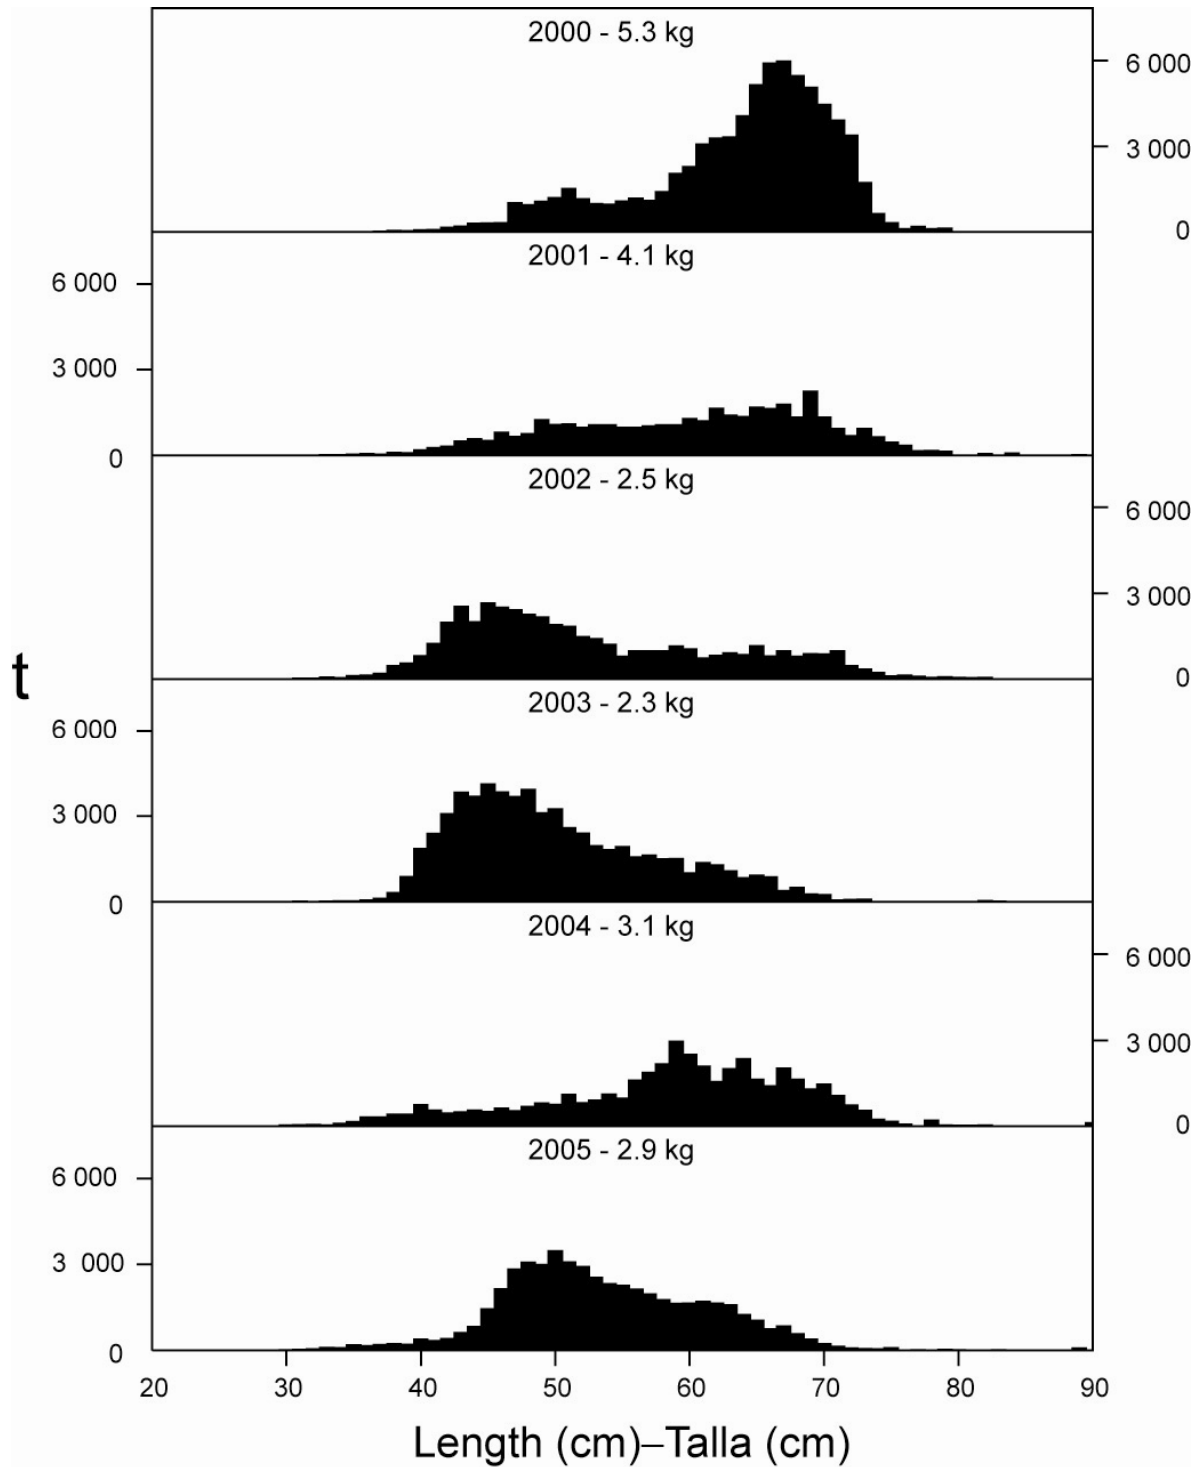 2000 - 5.3 kg
6 000
3 000
0
2001 - 4.1 kg
6 000
3 000
0
2002 - 2.5 kg
6 000
3 000
0
t
2003 - 2.3 kg
6 000
3 000
0
2004 - 3.1 kg
6 000
3 000
0
2005 - 2.9 kg
6 000
3 000
0
20 30 40 50 60 70 80 90
Length (cm)–Talla (cm)